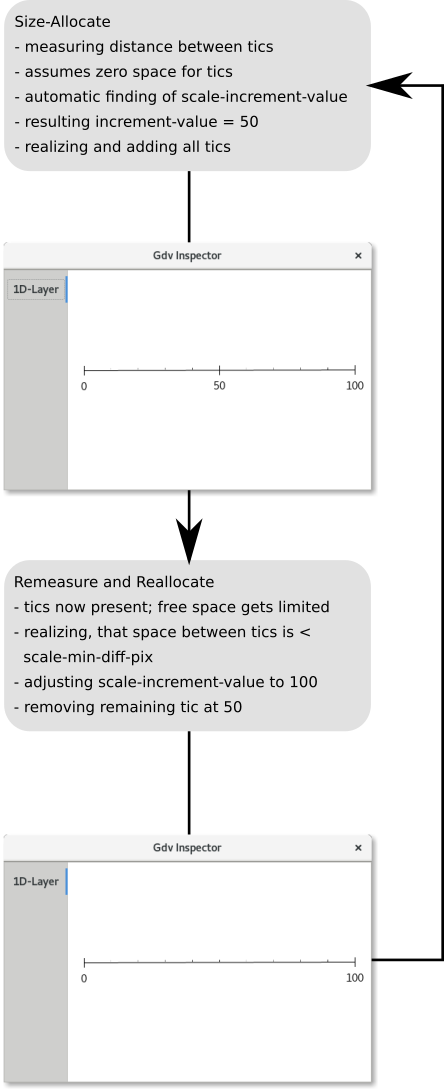 Size-Allocate
- measuring distance between tics
- assumes zero space for tics
- automatic finding of scale-increment-value
- resulting increment-value = 50
- realizing and adding all tics
Gdv Inspector ×
1D-Layer
0 50 100
Remeasure and Reallocate
- tics now present; free space gets limited
- realizing, that space between tics is <
scale-min-diff-pix
- adjusting scale-increment-value to 100
- removing remaining tic at 50
Gdv Inspector ×
1D-Layer
0 100